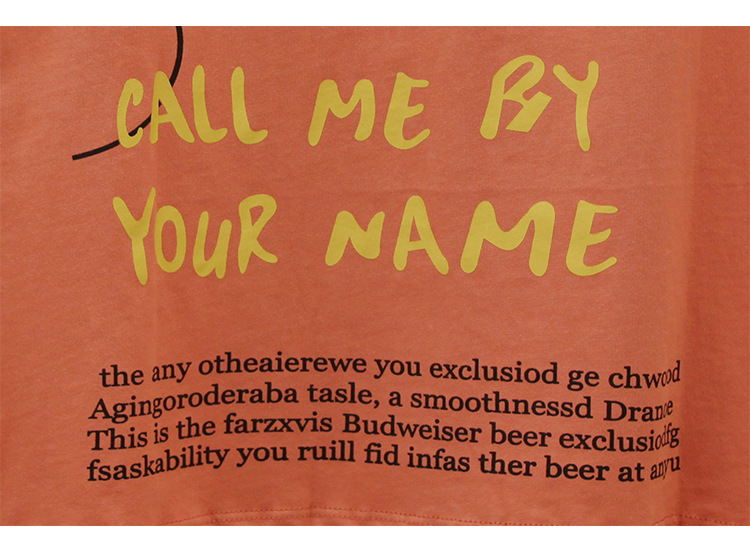 CALL ME BY
YOUR NAME
the any otheaierewe you exclusiod ge chwood
Agingoroderaba tasle, a smoothnessd Drane
This is the farzxvis Budweiser beer exclusiodfg
fsaskability you ruill fid infas ther beer at anyu